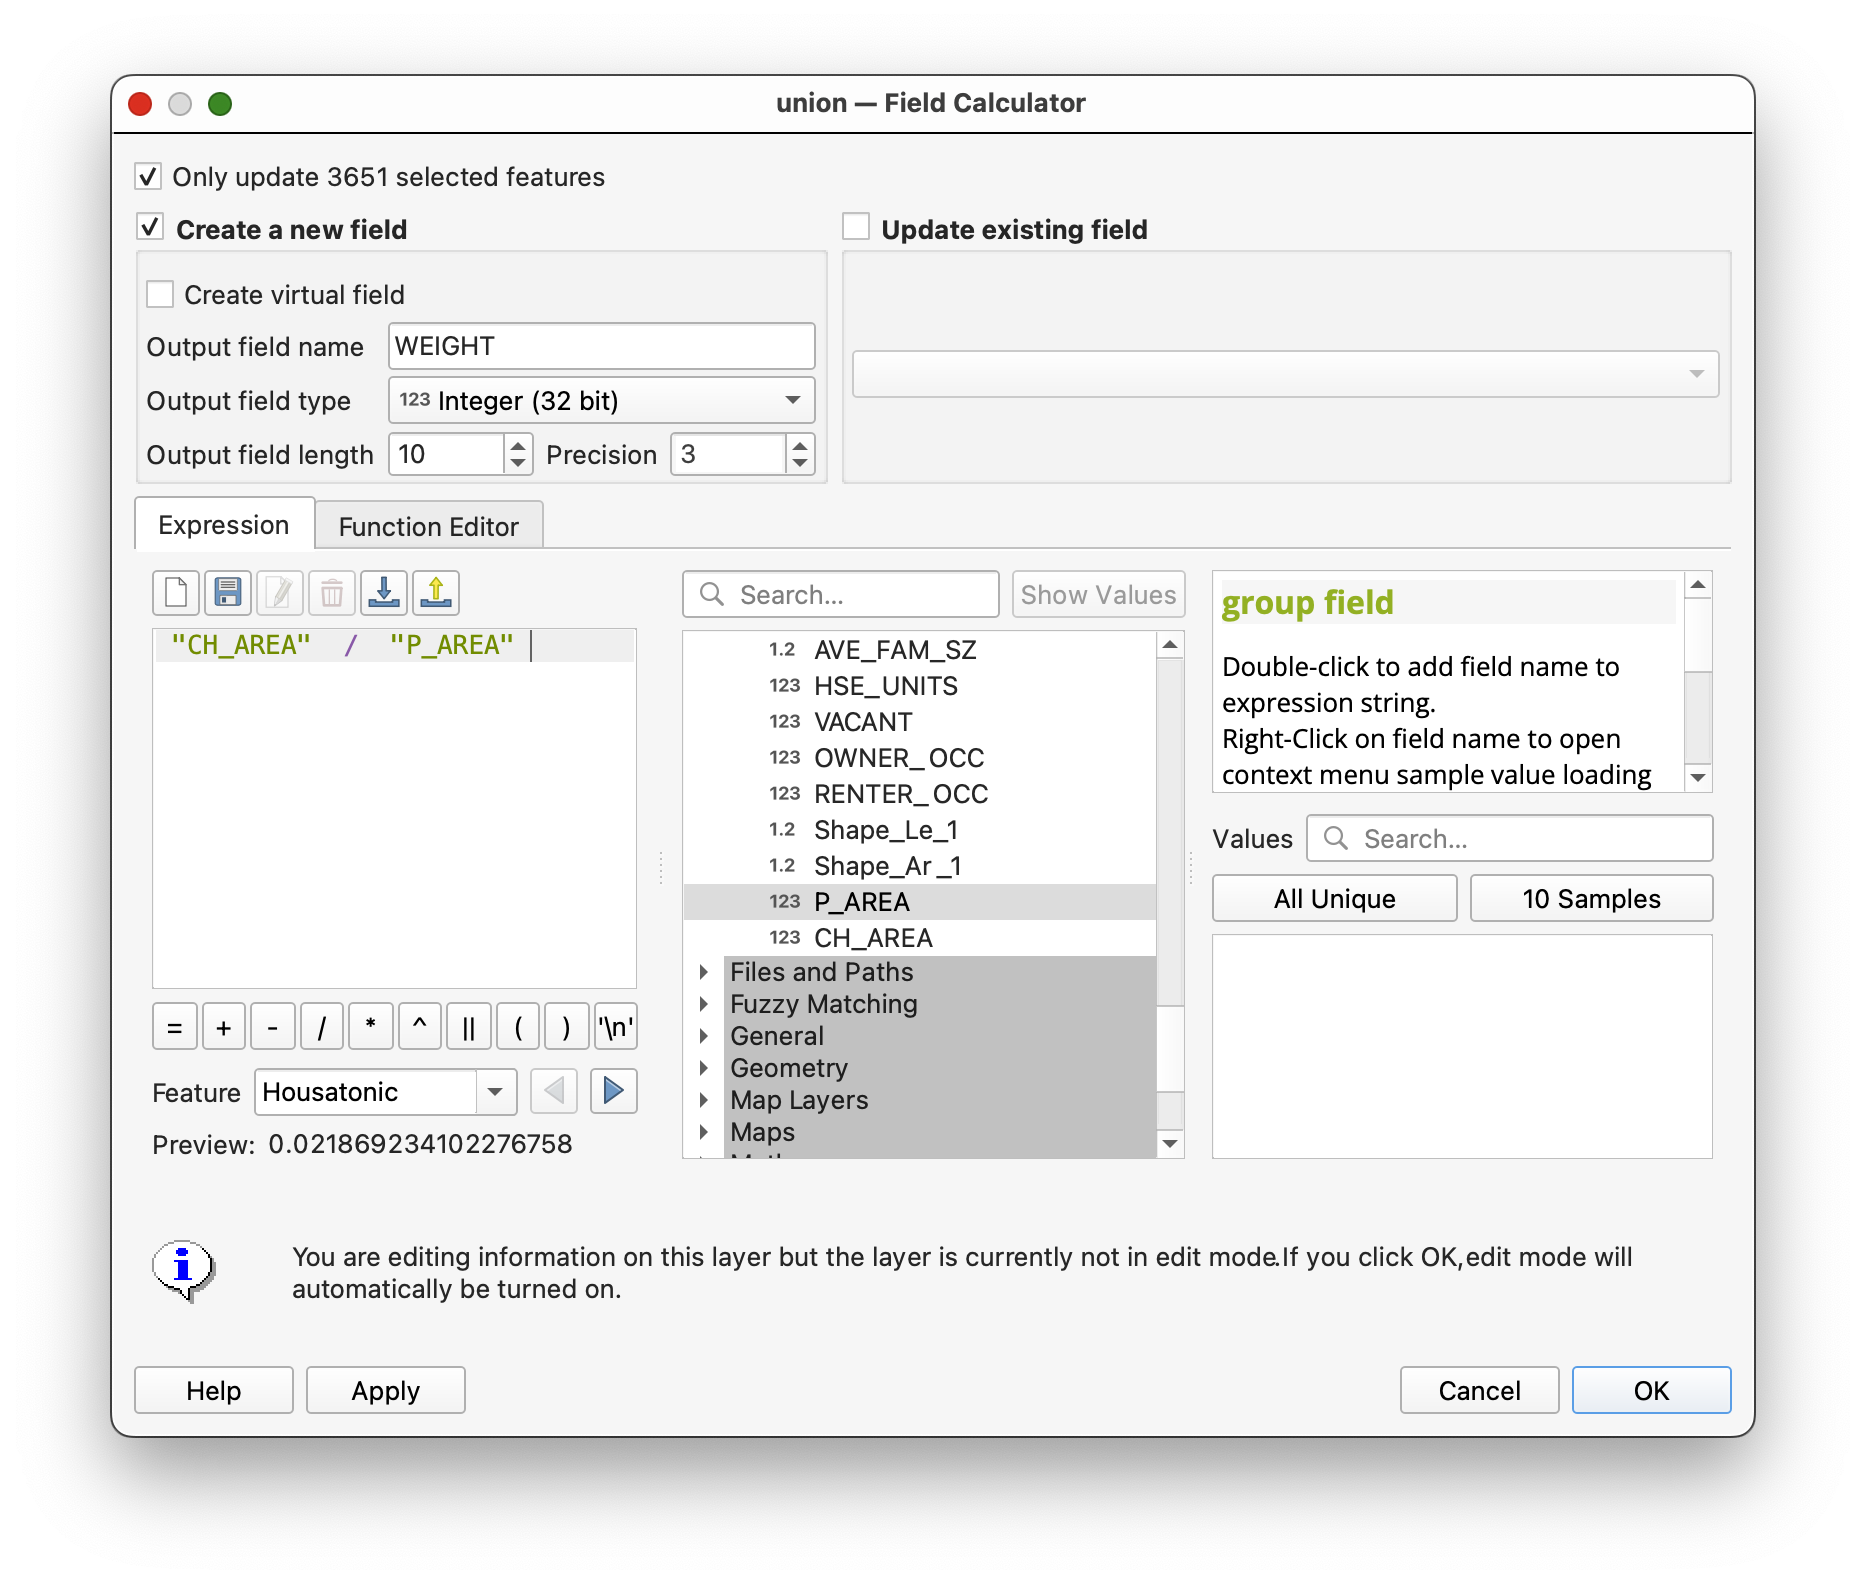 union — Field Calculator
Only update 3651 selected features
Create a new field
Update existing field
Create virtual field
Output field name WEIGHT
Output field type 123 Integer (32 bit)
Output field length 10 Precision 3
Expression Function Editor
Search... Show Values
"CH_AREA" / "P_AREA"
1.2 AVE_FAM_SZ
123 HSE_UNITS
123 VACANT
123 OWNER_OCC
123 RENTER_OCC
1.2 Shape_Le_1
1.2 Shape_Ar_1
123 P_AREA
123 CH_AREA
Files and Paths
Fuzzy Matching
General
Geometry
Map Layers
Maps
group field
Double-click to add field name to
expression string.
Right-Click on field name to open
context menu sample value loading
Values Search...
All Unique 10 Samples
= + - / * ^ || ( ) '\n'
Feature Housatonic
Preview: 0.021869234102276758
You are editing information on this layer but the layer is currently not in edit mode.If you click OK,edit mode will
automatically be turned on.
Help Apply Cancel OK